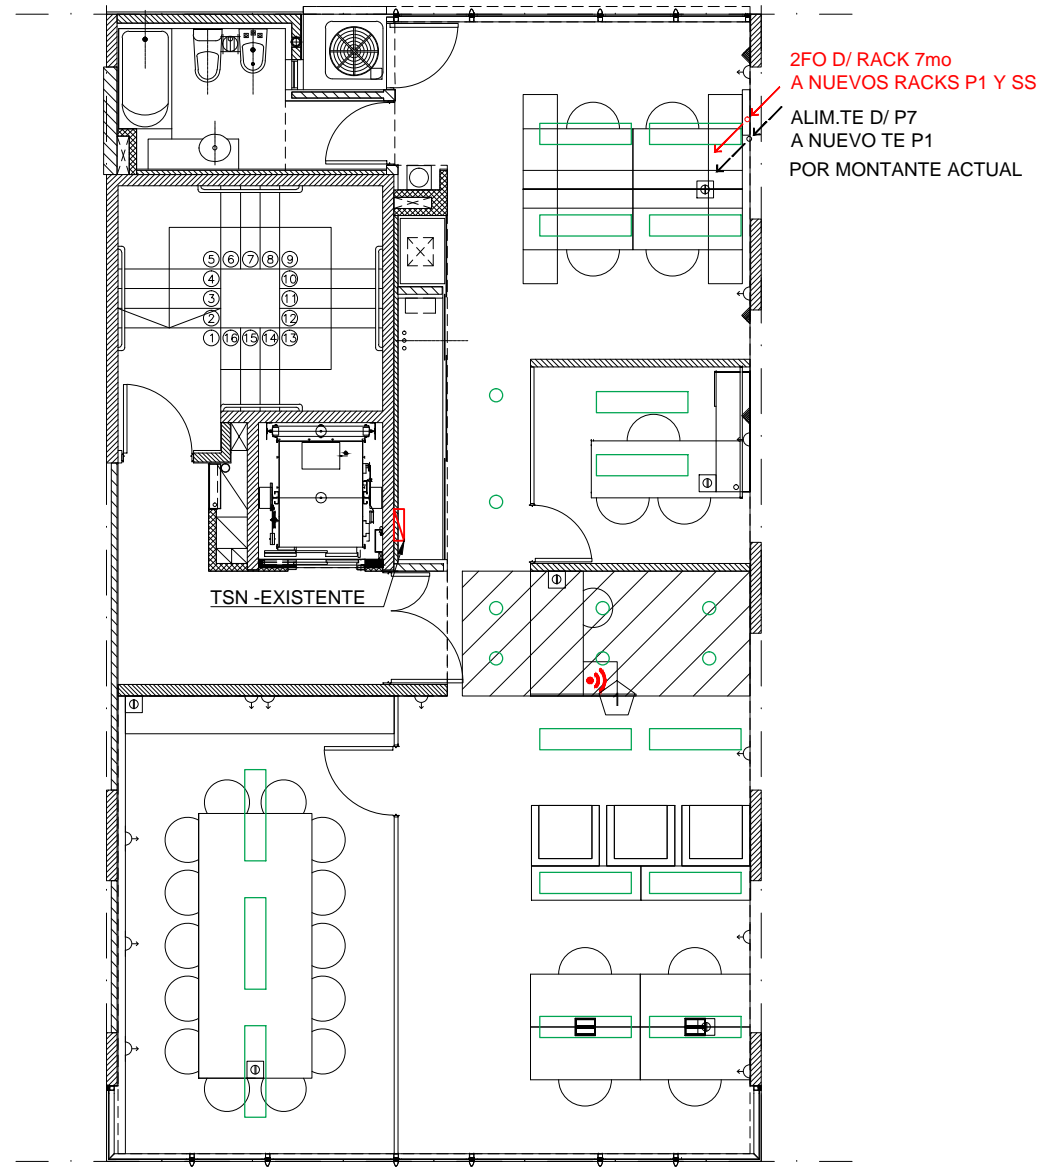 2FO D/ RACK 7mo
A NUEVOS RACKS P1 Y SS
ALIM.TE D/ P7
A NUEVO TE P1
POR MONTANTE ACTUAL
5 6 7 8 9
4 10
3 11
2 12
1 16 15 14 13
TSN -EXISTENTE